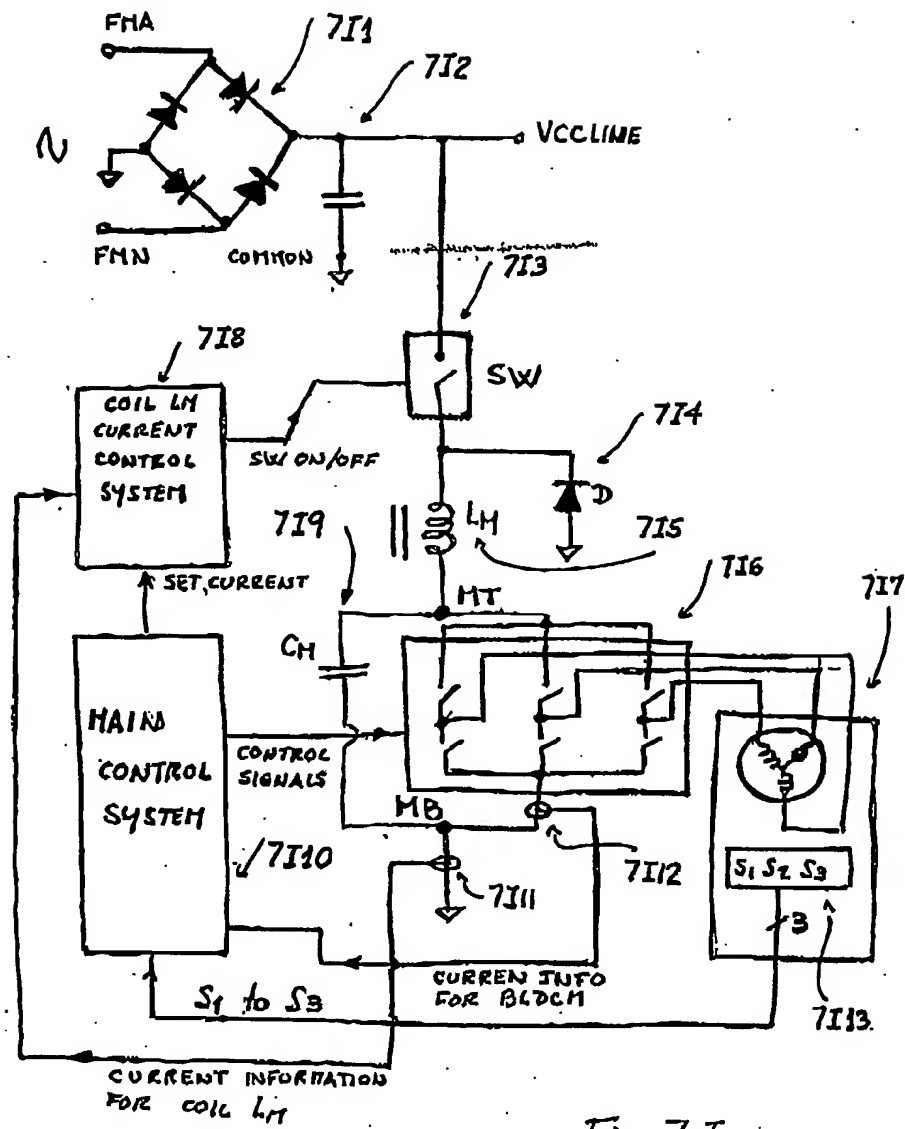 FMA
7I1
7I2
VCCLINE
FMN
COMMON
7I3
SW
7I8
COIL LM
CURRENT
CONTROL
SYSTEM
SW ON/OFF
7I4
D
7I9
LM
7I5
SET, CURRENT
MT
7I6
7I7
CM
MAIN
CONTROL
SYSTEM
CONTROL
SIGNALS
MB
7I10
7I11
7I12
S1 S2 S3
3
7I13.
CURREN INFO
FOR BLDCM
S1 to S3
CURRENT INFORMATION
FOR COIL LM